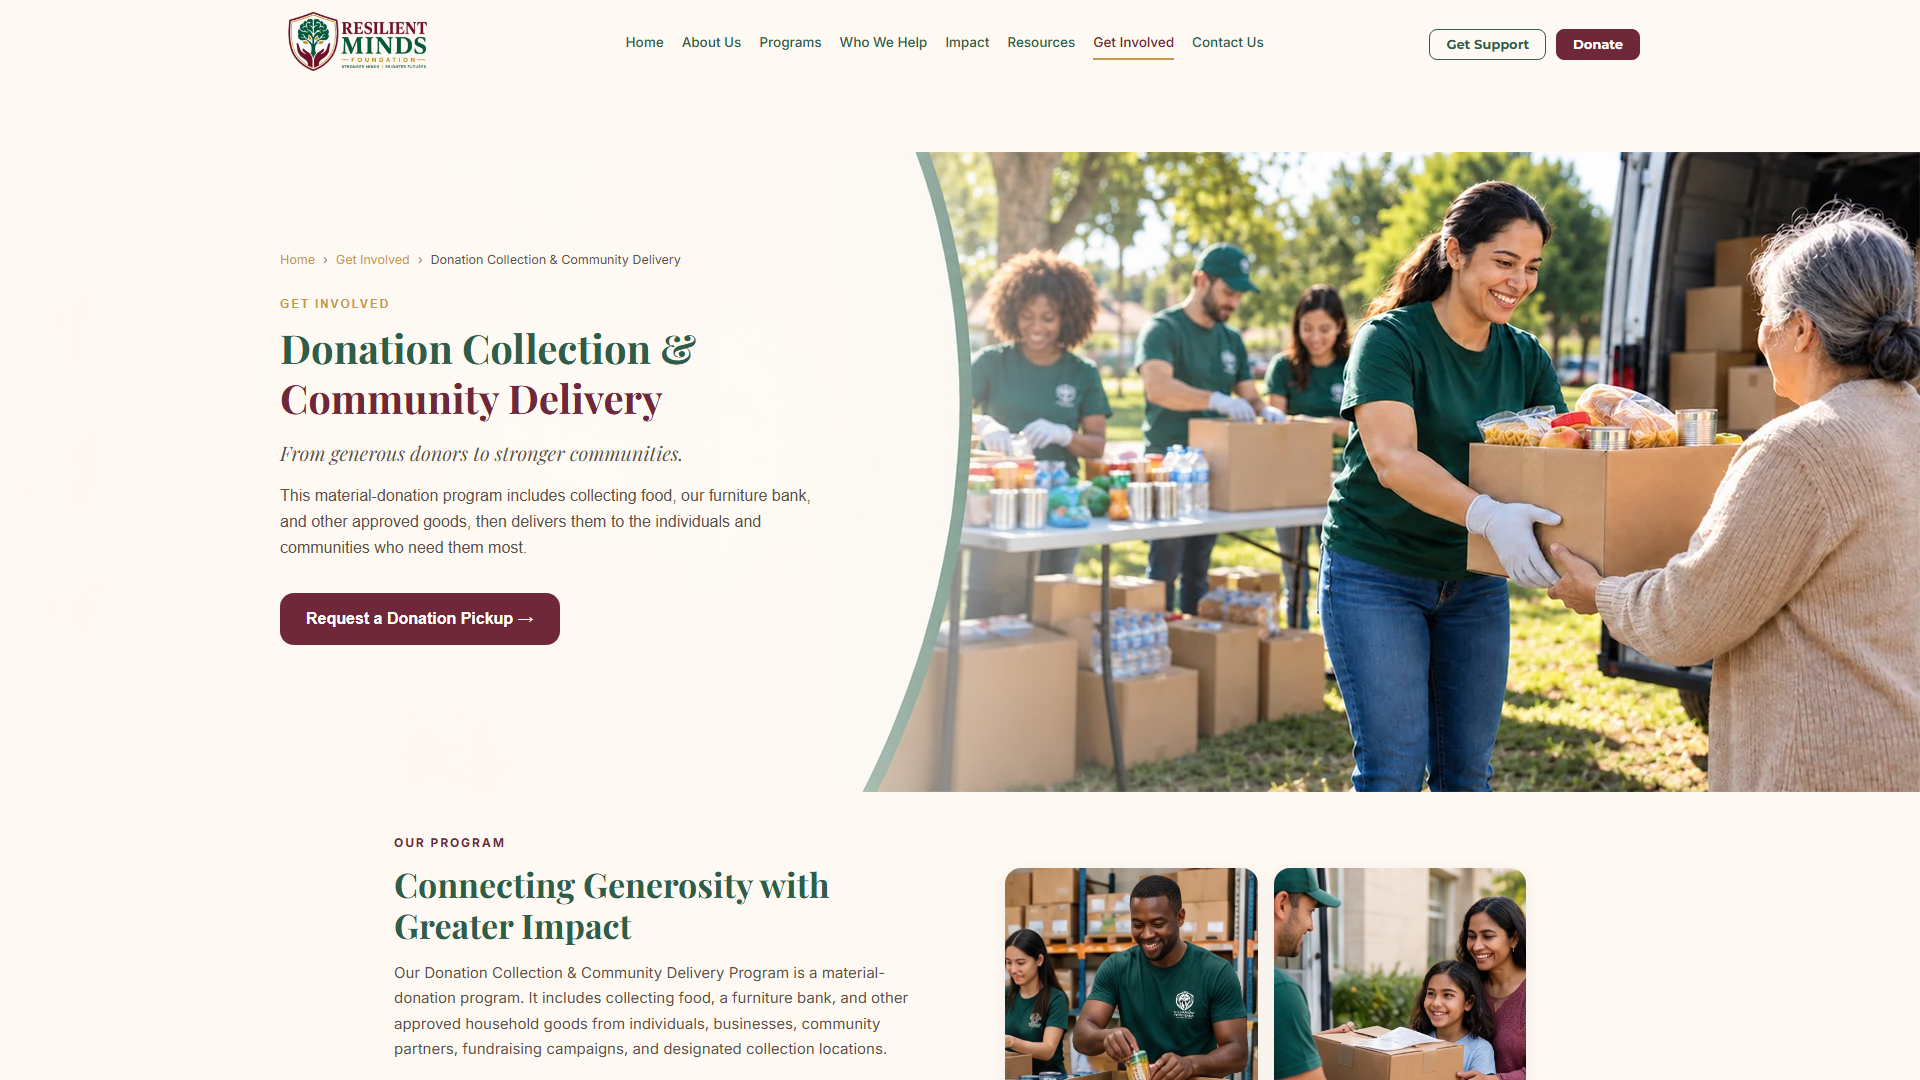 RESILIENT
MINDS
FOUNDATION
STRONGER MINDS | BRIGHTER FUTURES
Home
About Us
Programs
Who We Help
Impact
Resources
Get Involved
Contact Us
Get Support
Donate
Home › Get Involved › Donation Collection & Community Delivery
GET INVOLVED
Donation Collection &
Community Delivery
From generous donors to stronger communities.
This material-donation program includes collecting food, our furniture bank,
and other approved goods, then delivers them to the individuals and
communities who need them most.
Request a Donation Pickup →
OUR PROGRAM
Connecting Generosity with
Greater Impact
Our Donation Collection & Community Delivery Program is a material-
donation program. It includes collecting food, a furniture bank, and other
approved household goods from individuals, businesses, community
partners, fundraising campaigns, and designated collection locations.